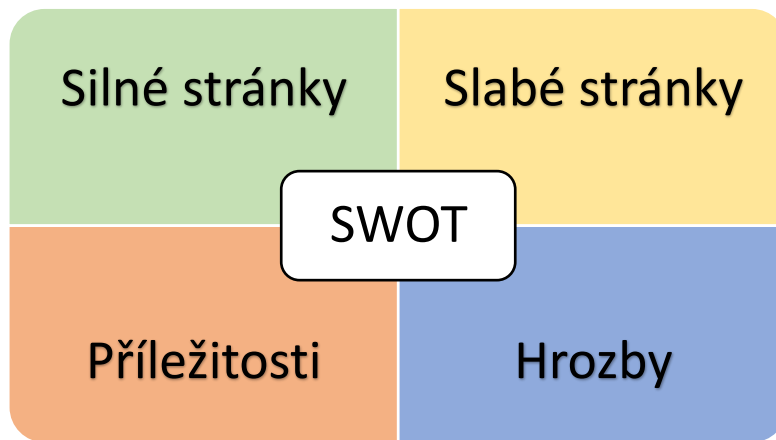 Silné stránky
Slabé stránky
SWOT
Příležitosti
Hrozby